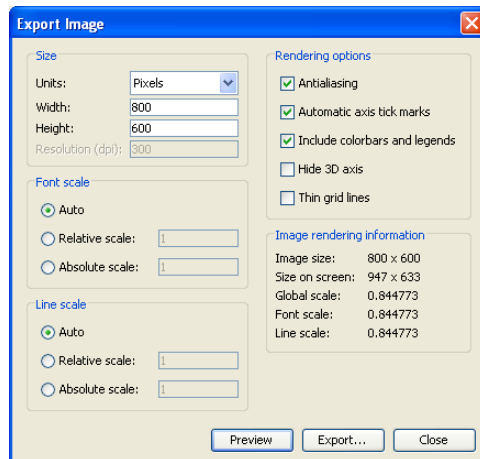 Export Image
Size
Units: Pixels
Width: 800
Height: 600
Resolution (dpi): 300
Font scale
Auto
Relative scale: 1
Absolute scale: 1
Line scale
Auto
Relative scale: 1
Absolute scale: 1
Rendering options
Antialiasing
Automatic axis tick marks
Include colorbars and legends
Hide 3D axis
Thin grid lines
Image rendering information
Image size: 800 x 600
Size on screen: 947 x 633
Global scale: 0.844773
Font scale: 0.844773
Line scale: 0.844773
Preview Export... Close